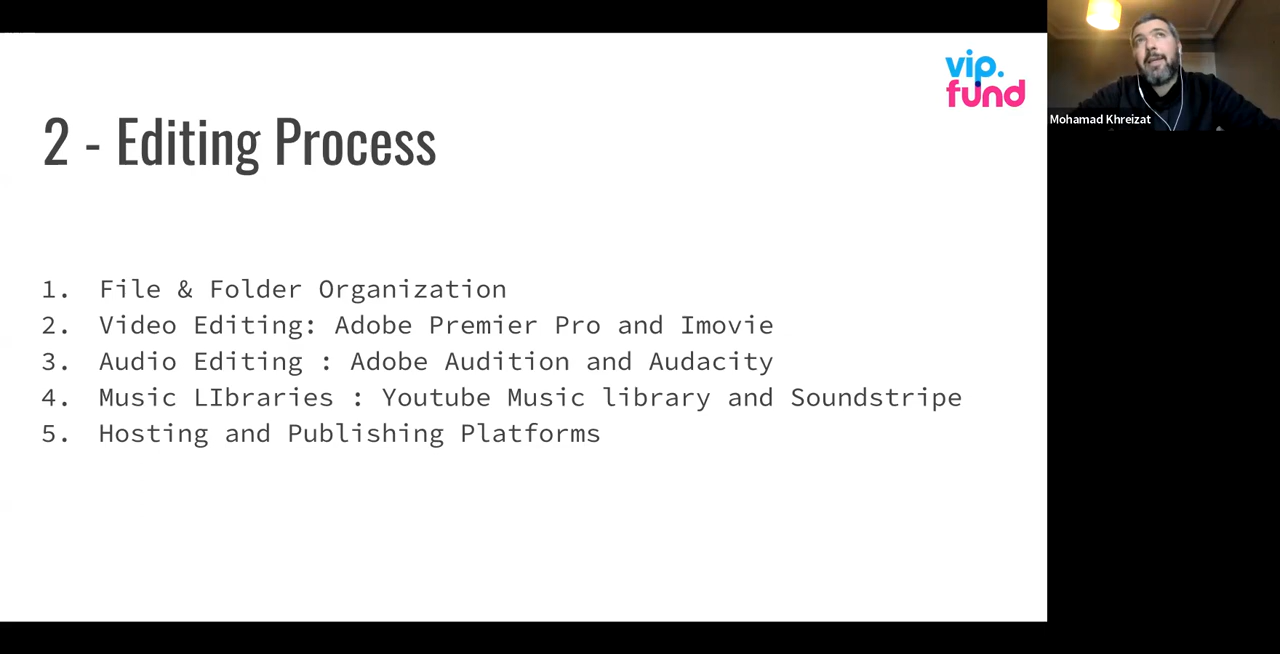 vip.
fund
Mohamad Khreizat
2 - Editing Process
1. File & Folder Organization
2. Video Editing: Adobe Premier Pro and Imovie
3. Audio Editing : Adobe Audition and Audacity
4. Music LIbraries : Youtube Music library and Soundstripe
5. Hosting and Publishing Platforms